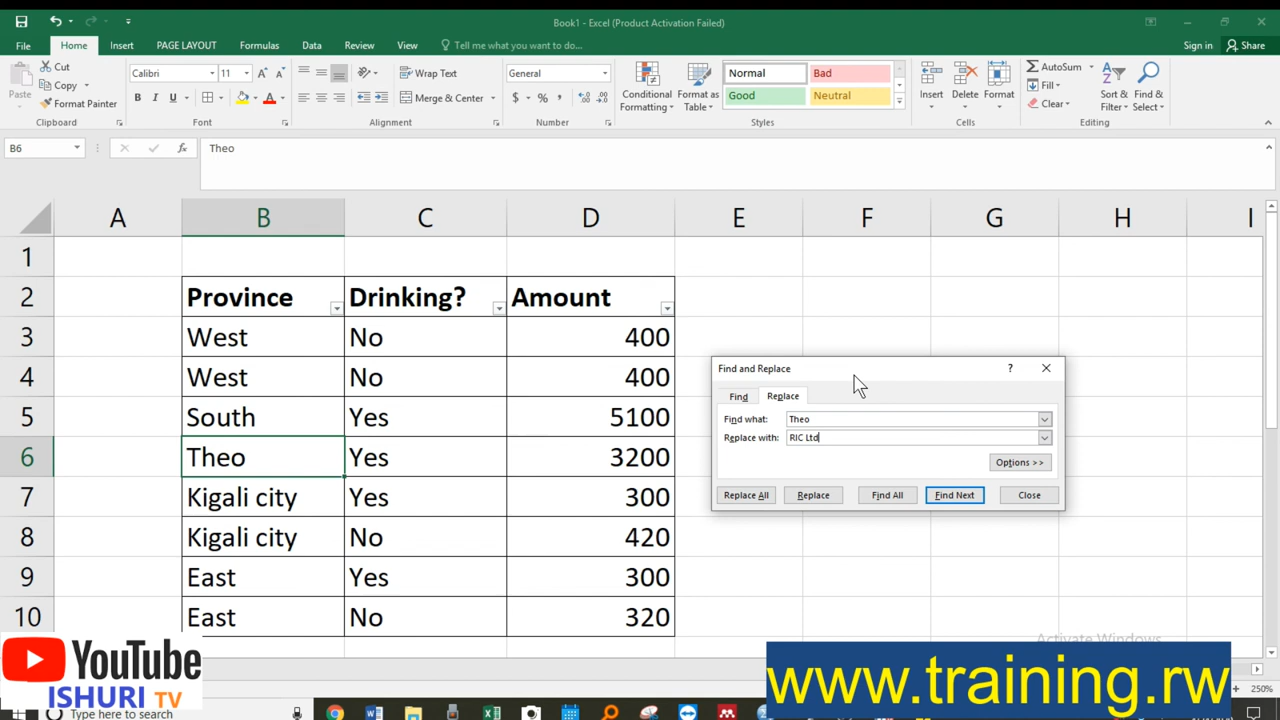 Book1 - Excel (Product Activation Failed)
File Home Insert PAGE LAYOUT Formulas Data Review View Tell me what you want to do... Sign in Share
Paste
Cut
Copy
Format Painter
Clipboard
Calibri 11
B I U
Font
Wrap Text
Merge & Center
Alignment
General
$ % ,
Number
Conditional Formatting
Format as Table
Normal Bad
Good Neutral
Styles
Insert Delete Format
Cells
AutoSum
Fill
Clear
Sort & Filter
Find & Select
Editing
B6 fx Theo
A B C D E F G H I
1
2 Province Drinking? Amount
3 West No 400
4 West No 400
5 South Yes 5100
6 Theo Yes 3200
7 Kigali city Yes 300
8 Kigali city No 420
9 East Yes 300
10 East No 320
Find and Replace ?
Find Replace
Find what: Theo
Replace with: RIC Ltd
Options >>
Replace All Replace Find All Find Next Close
Activate Windows
YouTube
ISHURI TV
www.training.rw
250%
Type here to search